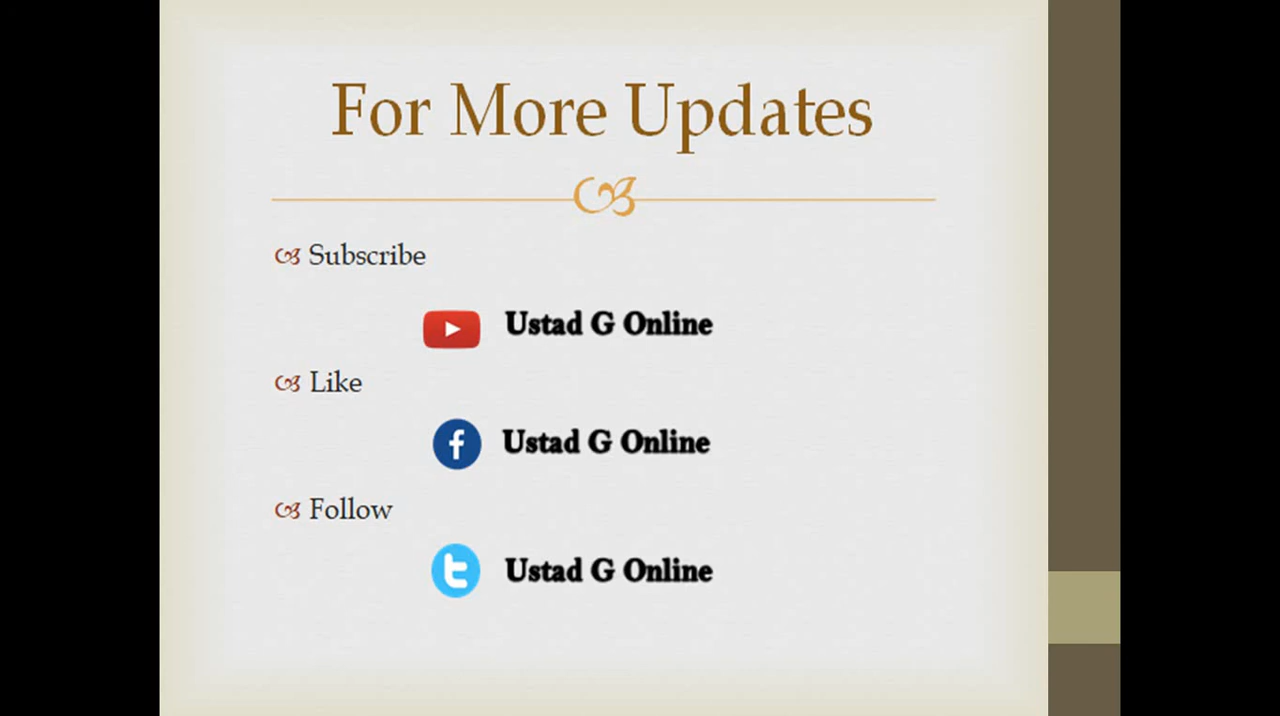 For More Updates
Subscribe
Ustad G Online
Like
Ustad G Online
Follow
Ustad G Online